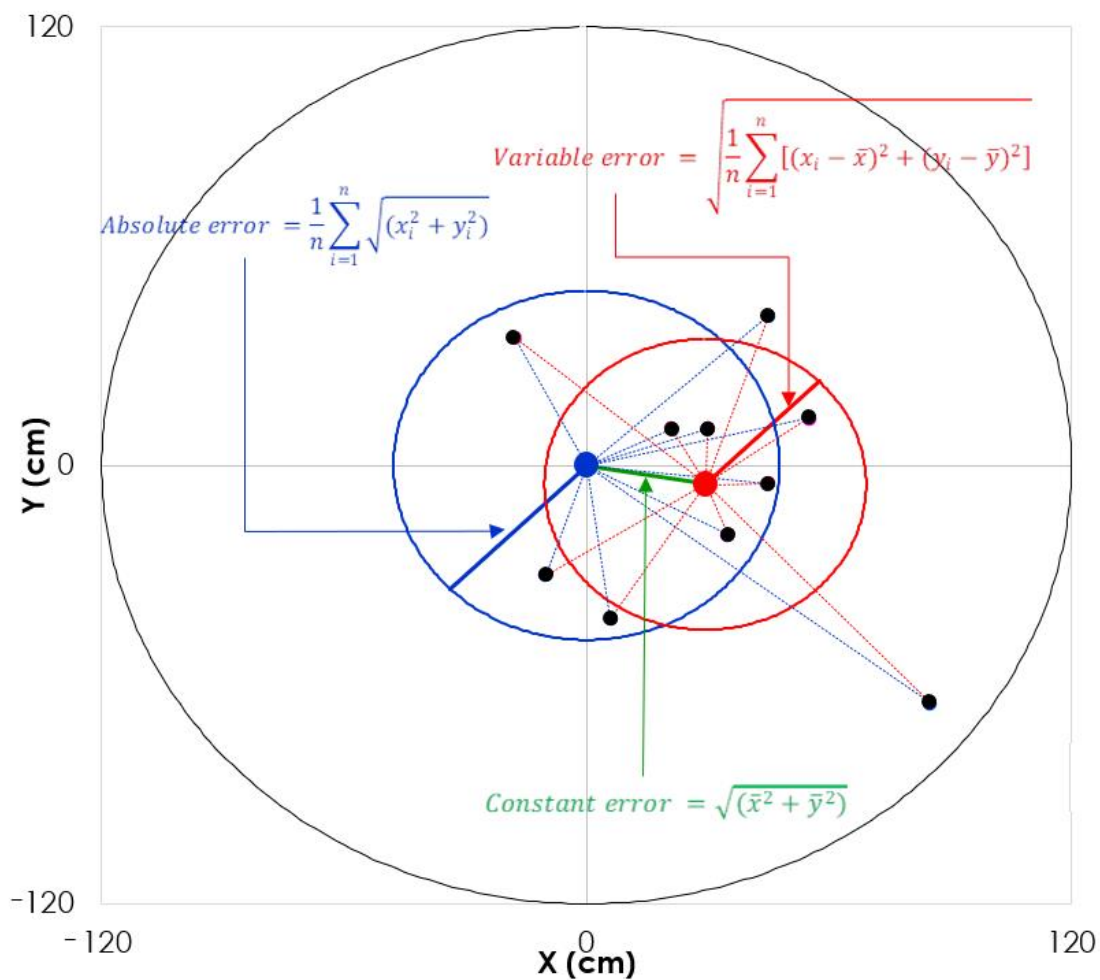 120
Variable error = √(1/n ∑_{i=1}^{n} [(x_i − x̄)² + (y_i − ȳ)²])
Absolute error = 1/n ∑_{i=1}^{n} √(x_i² + y_i²)
Y (cm)
0
Constant error = √(x̄² + ȳ²)
−120
−120
0
120
X (cm)